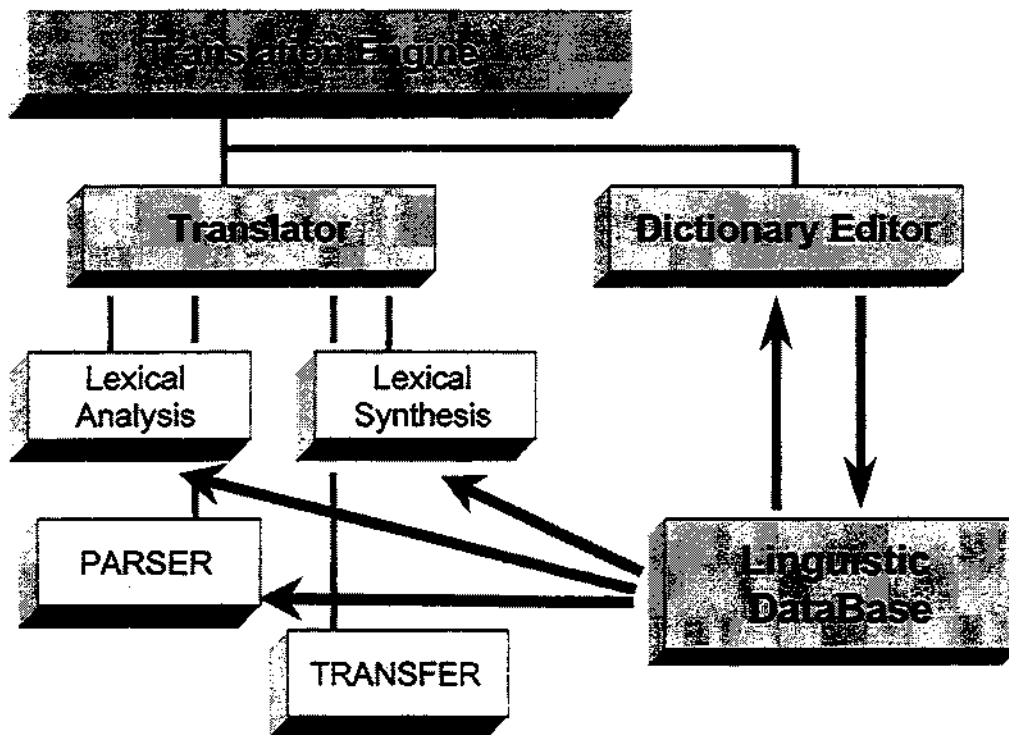 Translation Engine
Translator
Dictionary Editor
Lexical
Analysis
Lexical
Synthesis
PARSER
Linguistic
DataBase
TRANSFER